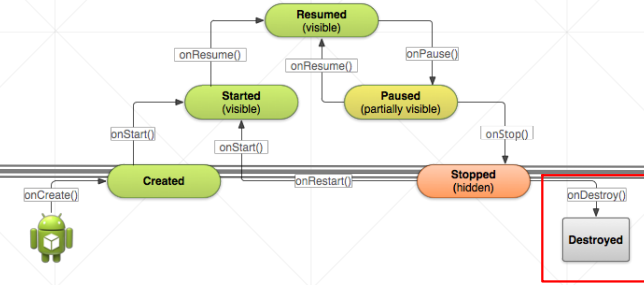 Resumed
(visible)
onResume()
onPause()
onResume()
Started
(visible)
Paused
(partially visible)
onStart()
onStart()
onStop()
Created
onRestart()
Stopped
(hidden)
onCreate()
onDestroy()
Destroyed